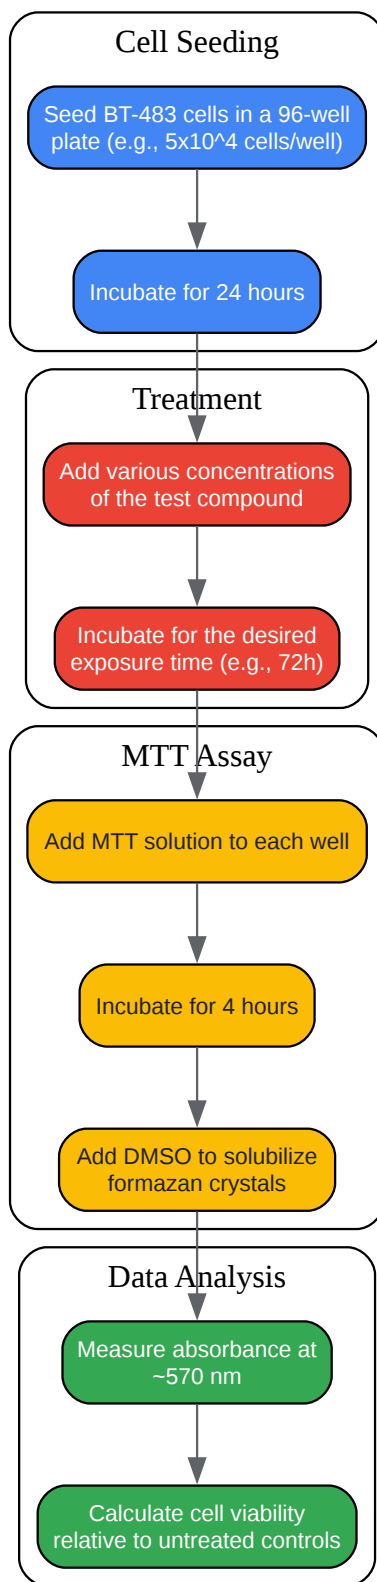 Cell Seeding
Seed BT-483 cells in a 96-well
plate (e.g., 5x10^4 cells/well)
Incubate for 24 hours
Treatment
Add various concentrations
of the test compound
Incubate for the desired
exposure time (e.g., 72h)
MTT Assay
Add MTT solution to each well
Incubate for 4 hours
Add DMSO to solubilize
formazan crystals
Data Analysis
Measure absorbance at
~570 nm
Calculate cell viability
relative to untreated controls